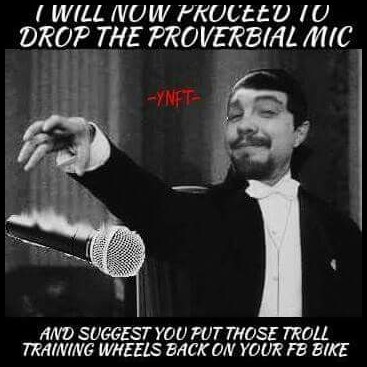 I WILL NOW PROCEED TO
DROP THE PROVERBIAL MIC
-YNFT-
AND SUGGEST YOU PUT THOSE TROLL
TRAINING WHEELS BACK ON YOUR FB BIKE